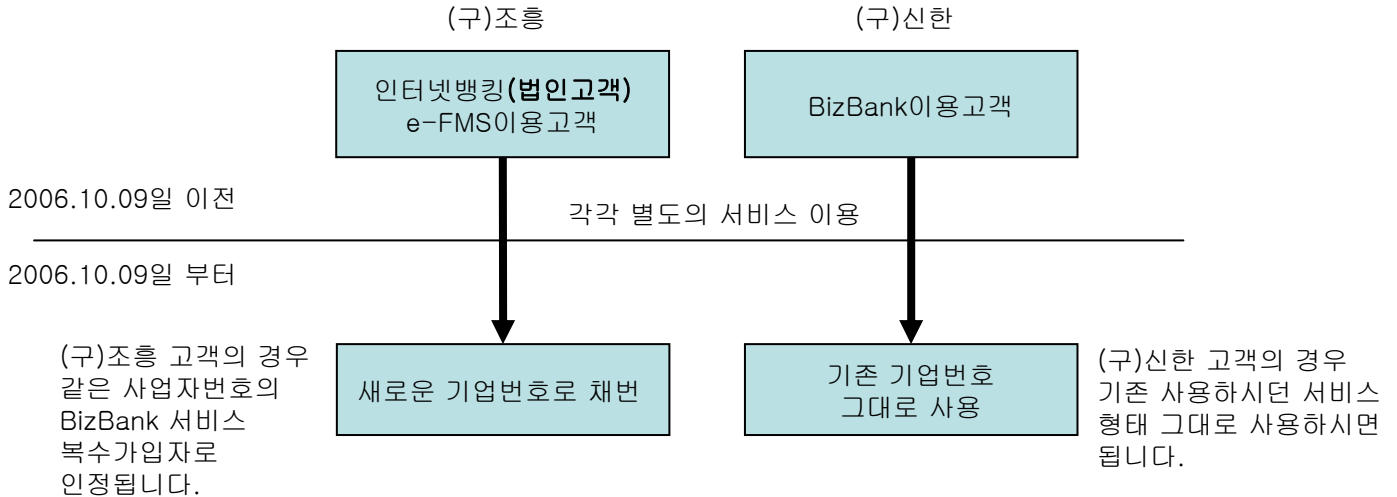 (구)조흥
(구)신한
인터넷뱅킹(법인고객)
e-FMS이용고객
BizBank이용고객
2006.10.09일 이전
각각 별도의 서비스 이용
2006.10.09일 부터
(구)조흥 고객의 경우
같은 사업자번호의
BizBank 서비스
복수가입자로
인정됩니다.
새로운 기업번호로 채번
기존 기업번호
그대로 사용
(구)신한 고객의 경우
기존 사용하시던 서비스
형태 그대로 사용하시면
됩니다.